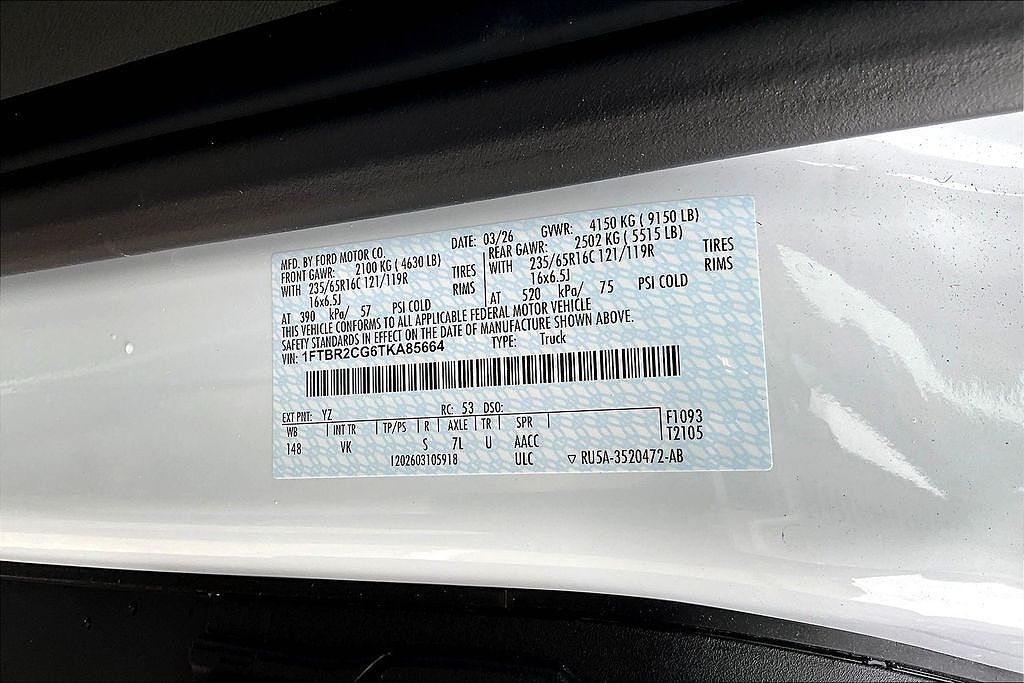 MFD. BY FORD MOTOR CO. DATE: 03/26 GVWR: 4150 KG ( 9150 LB)
FRONT GAWR: 2100 KG ( 4630 LB) REAR GAWR: 2502 KG ( 5515 LB)
WITH 235/65R16C 121/119R TIRES WITH 235/65R16C 121/119R TIRES
16x6.5J RIMS 16x6.5J RIMS
AT 390 kPa/ 57 PSI COLD AT 520 kPa/ 75 PSI COLD
THIS VEHICLE CONFORMS TO ALL APPLICABLE FEDERAL MOTOR VEHICLE
SAFETY STANDARDS IN EFFECT ON THE DATE OF MANUFACTURE SHOWN ABOVE.
VIN: 1FTBR2CG6TKA85664 TYPE: Truck
EXT PNT: YZ RC: 53 DSO:
WB INT TR TP/PS R AXLE TR SPR F1093
148 VK S 7L U AACC T2105
1202603105918 ULC ▽ RU5A-3520472-AB